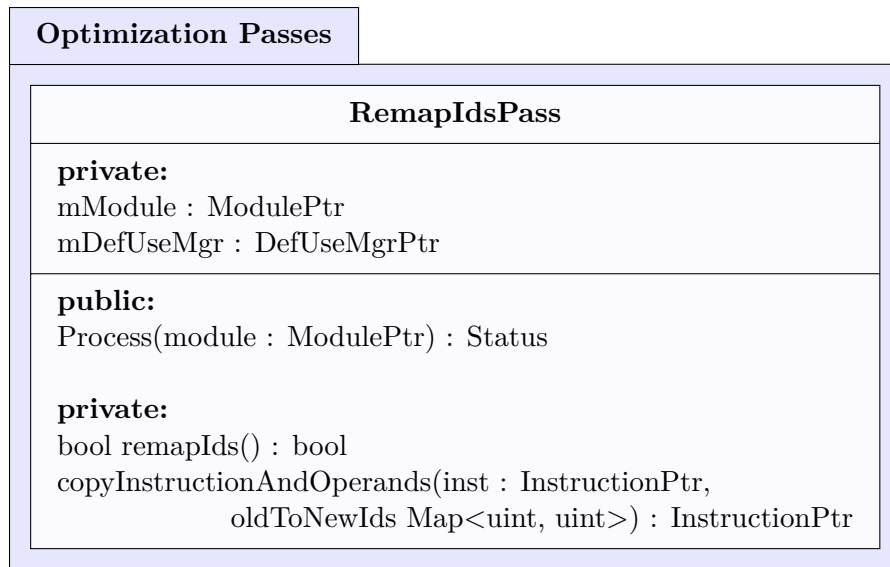 Optimization Passes
RemapIdsPass
private:
mModule : ModulePtr
mDefUseMgr : DefUseMgrPtr
public:
Process(module : ModulePtr) : Status
private:
bool remapIds() : bool
copyInstructionAndOperands(inst : InstructionPtr,
oldToNewIds Map<uint, uint>) : InstructionPtr